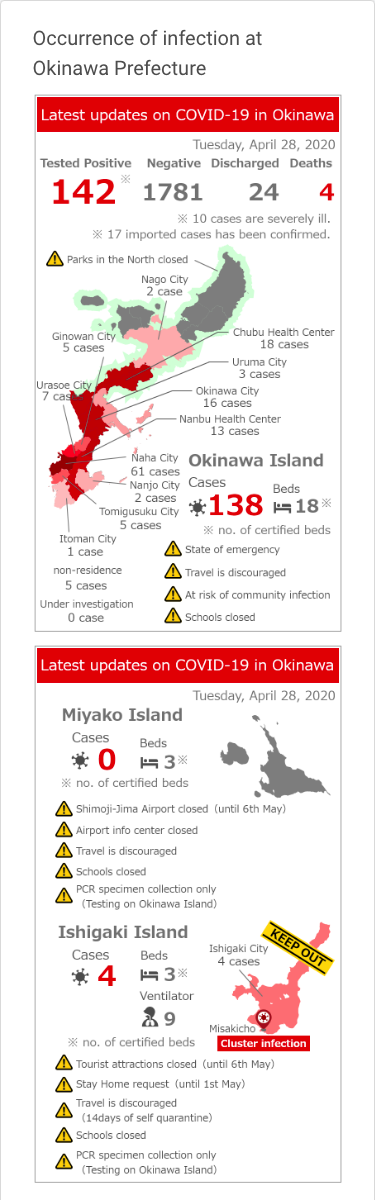 Occurrence of infection at
Okinawa Prefecture
Latest updates on COVID-19 in Okinawa
Tuesday, April 28, 2020
Tested Positive Negative Discharged Deaths
142※ 1781 24 4
※ 10 cases are severely ill.
※ 17 imported cases has been confirmed.
Parks in the North closed
Nago City
2 case
Ginowan City
5 cases
Chubu Health Center
18 cases
Uruma City
3 cases
Urasoe City
7 cases
Okinawa City
16 cases
Nanbu Health Center
13 cases
Naha City
61 cases
Nanjo City
2 cases
Tomigusuku City
5 cases
Itoman City
1 case
non-residence
5 cases
Under investigation
0 case
Okinawa Island
Cases Beds
138 18※
※ no. of certified beds
State of emergency
Travel is discouraged
At risk of community infection
Schools closed
Latest updates on COVID-19 in Okinawa
Tuesday, April 28, 2020
Miyako Island
Cases Beds
0 3※
※ no. of certified beds
Shimoji-Jima Airport closed (until 6th May)
Airport info center closed
Travel is discouraged
Schools closed
PCR specimen collection only
(Testing on Okinawa Island)
Ishigaki Island
Cases Beds
4 3※
Ventilator
9
※ no. of certified beds
KEEP OUT
Ishigaki City
4 cases
Misakicho
Cluster infection
Tourist attractions closed (until 6th May)
Stay Home request (until 1st May)
Travel is discouraged
(14days of self quarantine)
Schools closed
PCR specimen collection only
(Testing on Okinawa Island)